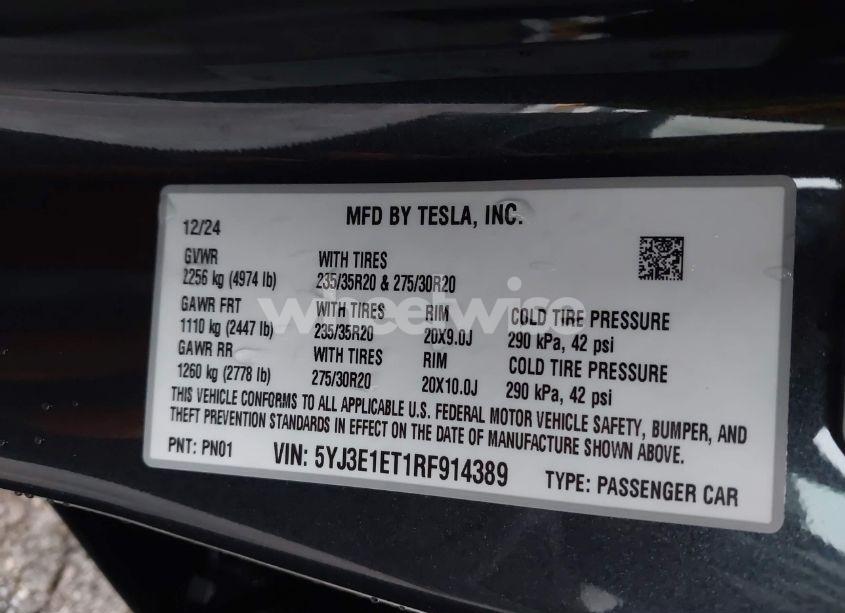 MFD BY TESLA, INC.
12/24
GVWR WITH TIRES
2256 kg (4974 lb) 235/35R20 & 275/30R20
GAWR FRT WITH TIRES RIM COLD TIRE PRESSURE
1110 kg (2447 lb) 235/35R20 20X9.0J 290 kPa, 42 psi
GAWR RR WITH TIRES RIM COLD TIRE PRESSURE
1260 kg (2778 lb) 275/30R20 20X10.0J 290 kPa, 42 psi
THIS VEHICLE CONFORMS TO ALL APPLICABLE U.S. FEDERAL MOTOR VEHICLE SAFETY, BUMPER, AND
THEFT PREVENTION STANDARDS IN EFFECT ON THE DATE OF MANUFACTURE SHOWN ABOVE.
PNT: PN01 VIN: 5YJ3E1ET1RF914389 TYPE: PASSENGER CAR
wheelwise